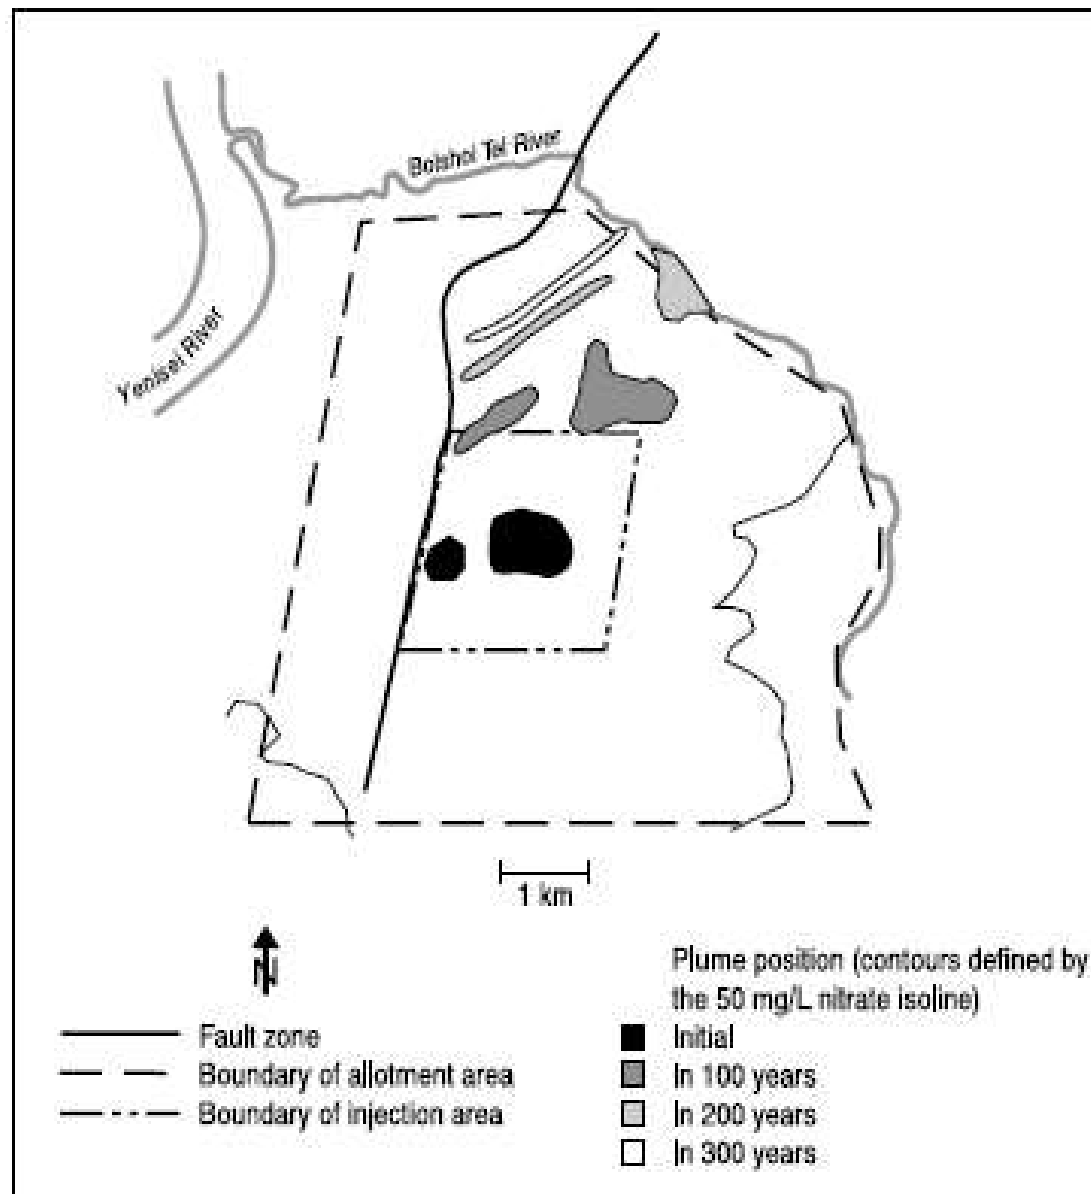 Bolshoi Tel River
Yenisei River
1 km
N
Fault zone
Boundary of allotment area
Boundary of injection area
Plume position (contours defined by
the 50 mg/L nitrate isoline)
Initial
In 100 years
In 200 years
In 300 years